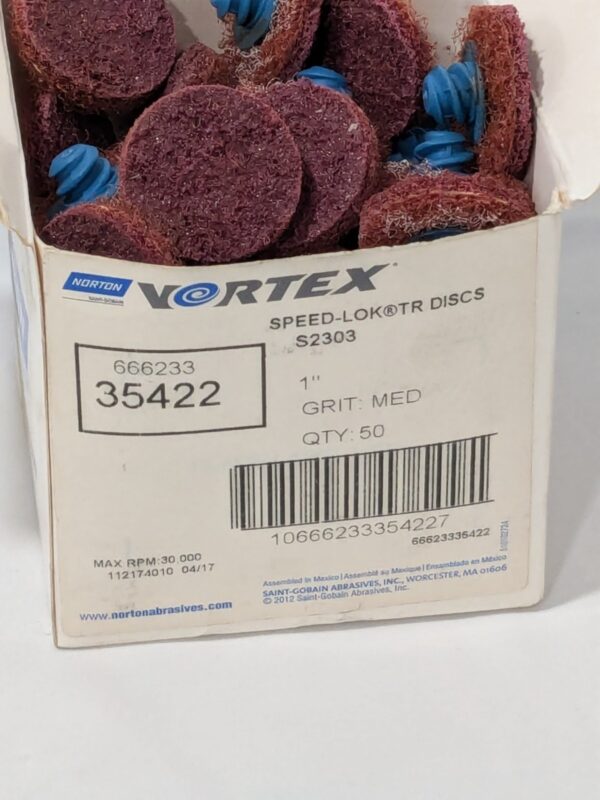 NORTON
SAINT-GOBAIN
VORTEX
SPEED-LOK®TR DISCS
S2303
666233
35422
1"
GRIT: MED
QTY: 50
10666233354227
66623335422
MAX RPM:30,000
112174010 04/17
Assembled in Mexico | Assemblé au Mexique | Ensamblado en México
SAINT-GOBAIN ABRASIVES, INC., WORCESTER, MA 01606
© 2012 Saint-Gobain Abrasives, Inc.
www.nortonabrasives.com